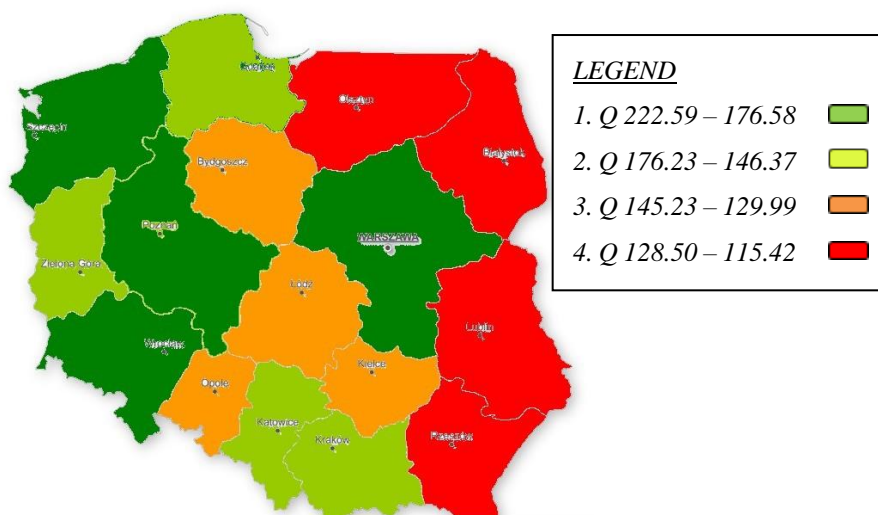 Gdańsk
Olsztyn
Szczecin
Bydgoszcz
Białystok
Poznań
WARSZAWA
Zielona Góra
Łódź
Lublin
Wrocław
Opole
Kielce
Katowice
Kraków
Rzeszów
LEGEND
1. Q 222.59 – 176.58
2. Q 176.23 – 146.37
3. Q 145.23 – 129.99
4. Q 128.50 – 115.42